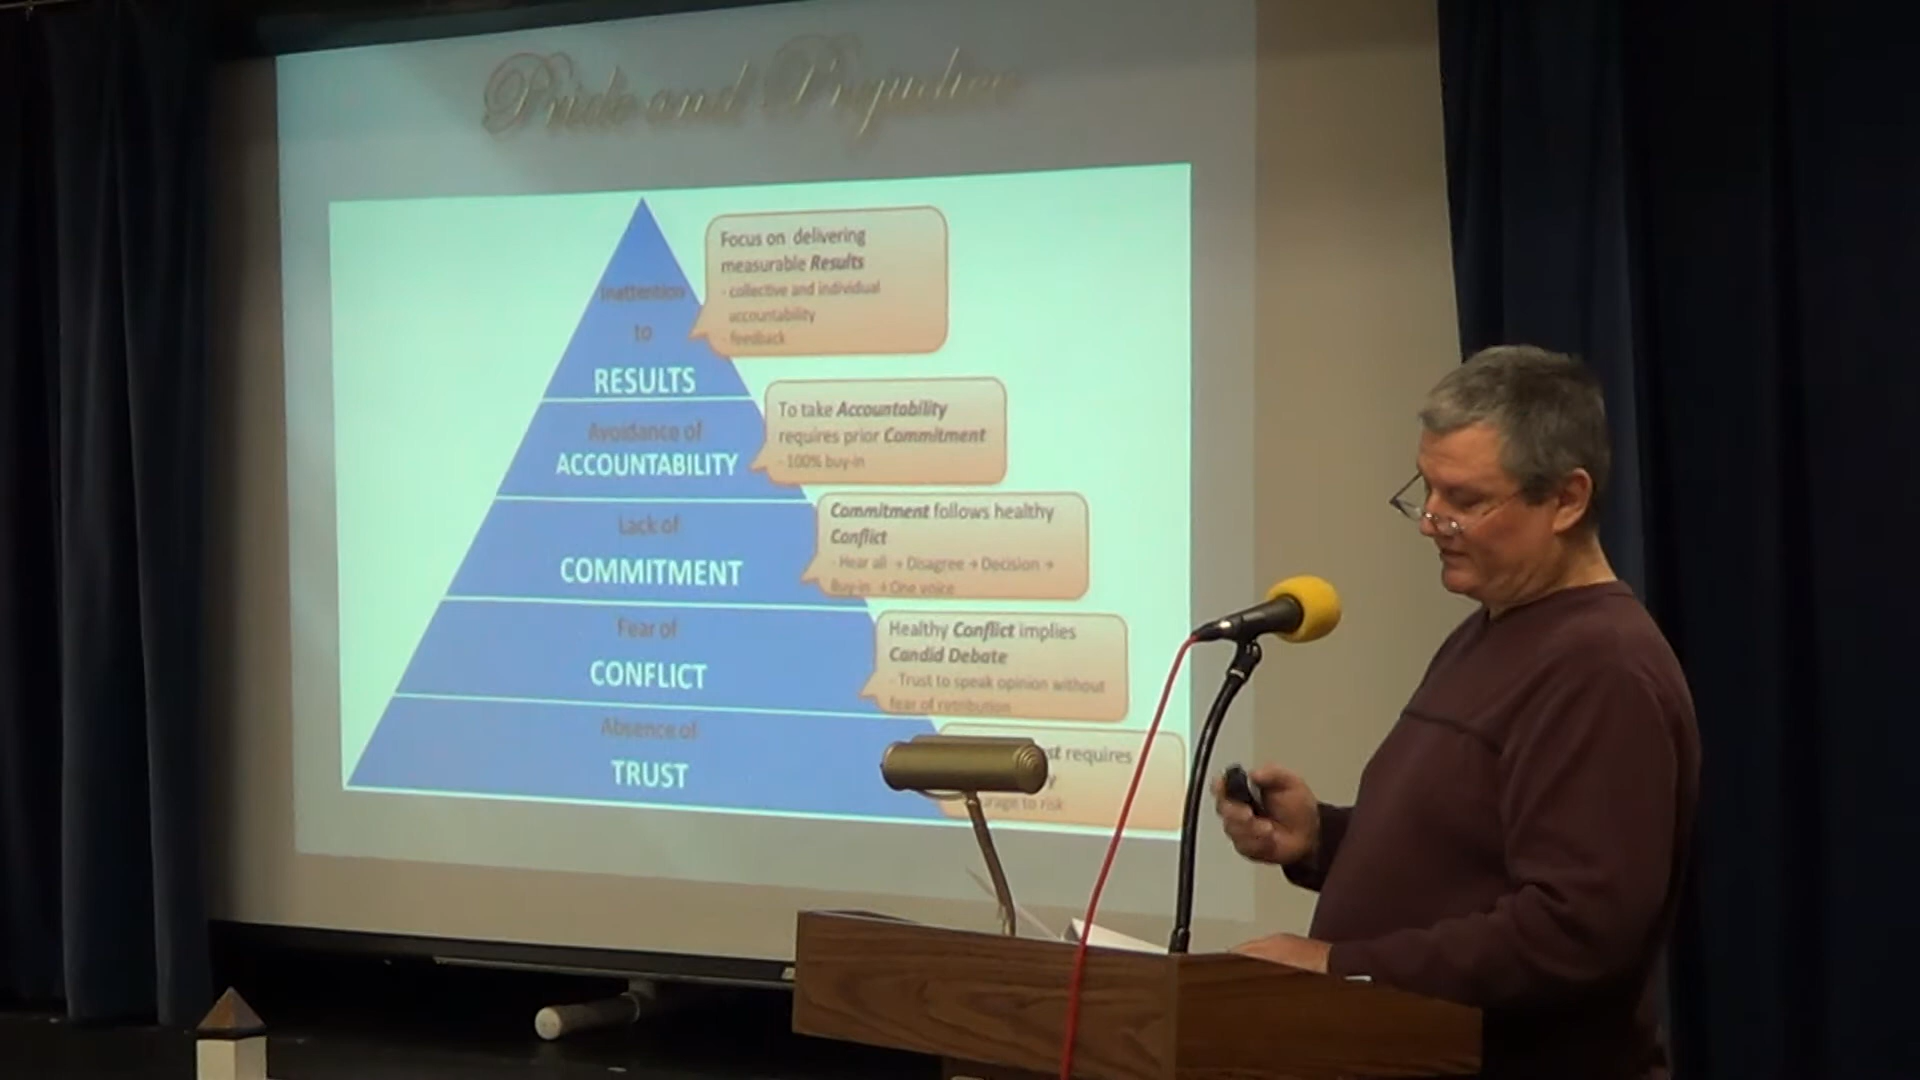 Pride and Prejudice
Inattention
to
RESULTS
Focus on delivering
measurable Results
- collective and individual
accountability
- feedback
Avoidance of
ACCOUNTABILITY
To take Accountability
requires prior Commitment
- 100% buy-in
Lack of
COMMITMENT
Commitment follows healthy
Conflict
- Hear all → Disagree → Decision →
Buy-in → One voice
Fear of
CONFLICT
Healthy Conflict implies
Candid Debate
- Trust to speak opinion without
fear of retribution
Absence of
TRUST
requires
to risk